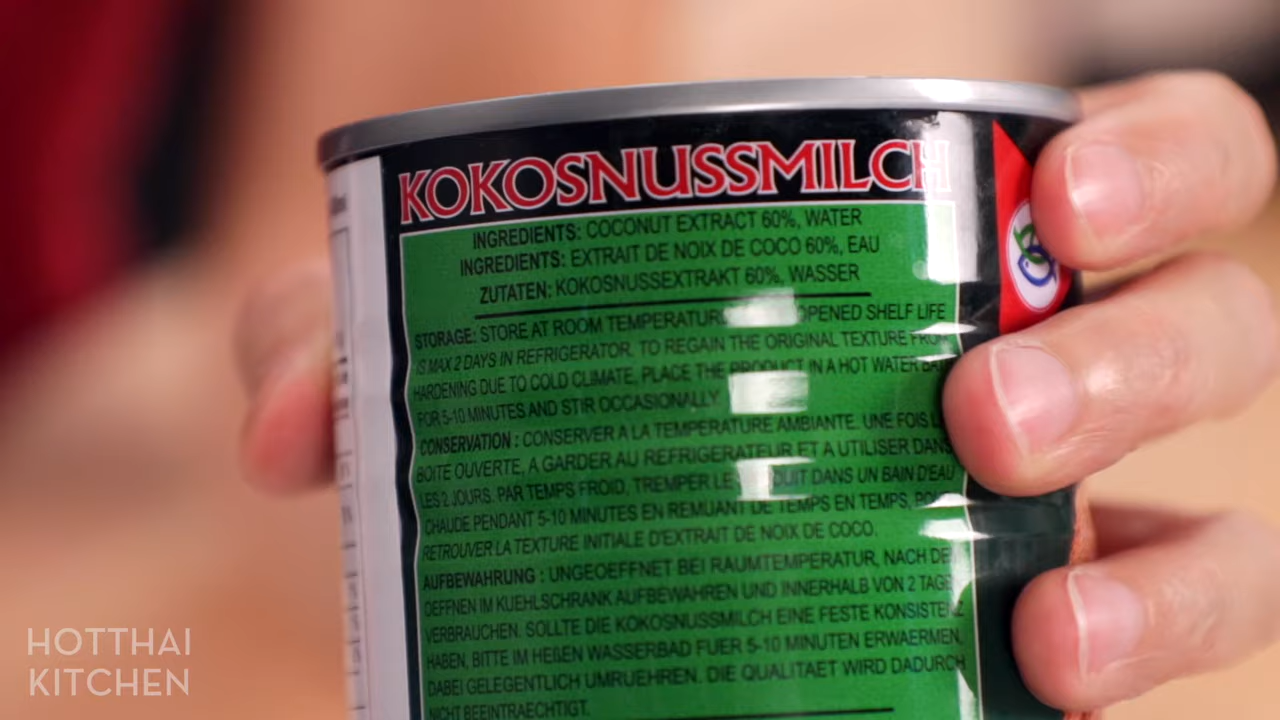 KOKOSNUSSMILCH
INGREDIENTS: COCONUT EXTRACT 60%, WATER
INGREDIENTS: EXTRAIT DE NOIX DE COCO 60%, EAU
ZUTATEN: KOKOSNUSSEXTRAKT 60%. WASSER
STORAGE: STORE AT ROOM TEMPERATURE OPENED SHELF LIFE
IS MAX 2 DAYS IN REFRIGERATOR. TO REGAIN THE ORIGINAL TEXTURE FROM
HARDENING DUE TO COLD CLIMATE, PLACE THE PRODUCT IN A HOT WATER BATH
FOR 5-10 MINUTES AND STIR OCCASIONALLY
CONSERVATION : CONSERVER A LA TEMPERATURE AMBIANTE. UNE FOIS LA
BOITE OUVERTE, A GARDER AU REFRIGERATEUR ET A UTILISER DANS
LES 2 JOURS. PAR TEMPS FROID, TREMPER LE DANS UN BAIN D'EAU
CHAUDE PENDANT 5-10 MINUTES EN REMUANT DE TEMPS EN TEMPS, POUR
RETROUVER LA TEXTURE INITIALE D'EXTRAIT DE NOIX DE COCO.
AUFBEWAHRUNG : UNGEOEFFNET BEI RAUMTEMPERATUR, NACH DEM
OEFFNEN IM KUEHLSCHRANK AUFBEWAHREN UND INNERHALB VON 2 TAGEN
VERBRAUCHEN. SOLLTE DIE KOKOSNUSSMILCH EINE FESTE KONSISTENZ
HABEN, BITTE IM HEßEN WASSERBAD FUER 5-10 MINUTEN ERWAERMEN,
DABEI GELEGENTLICH UMRUEHREN. DIE QUALITAET WIRD DADURCH
NICHT BEEINTRAECHTIGT.
HOTTHAI
KITCHEN